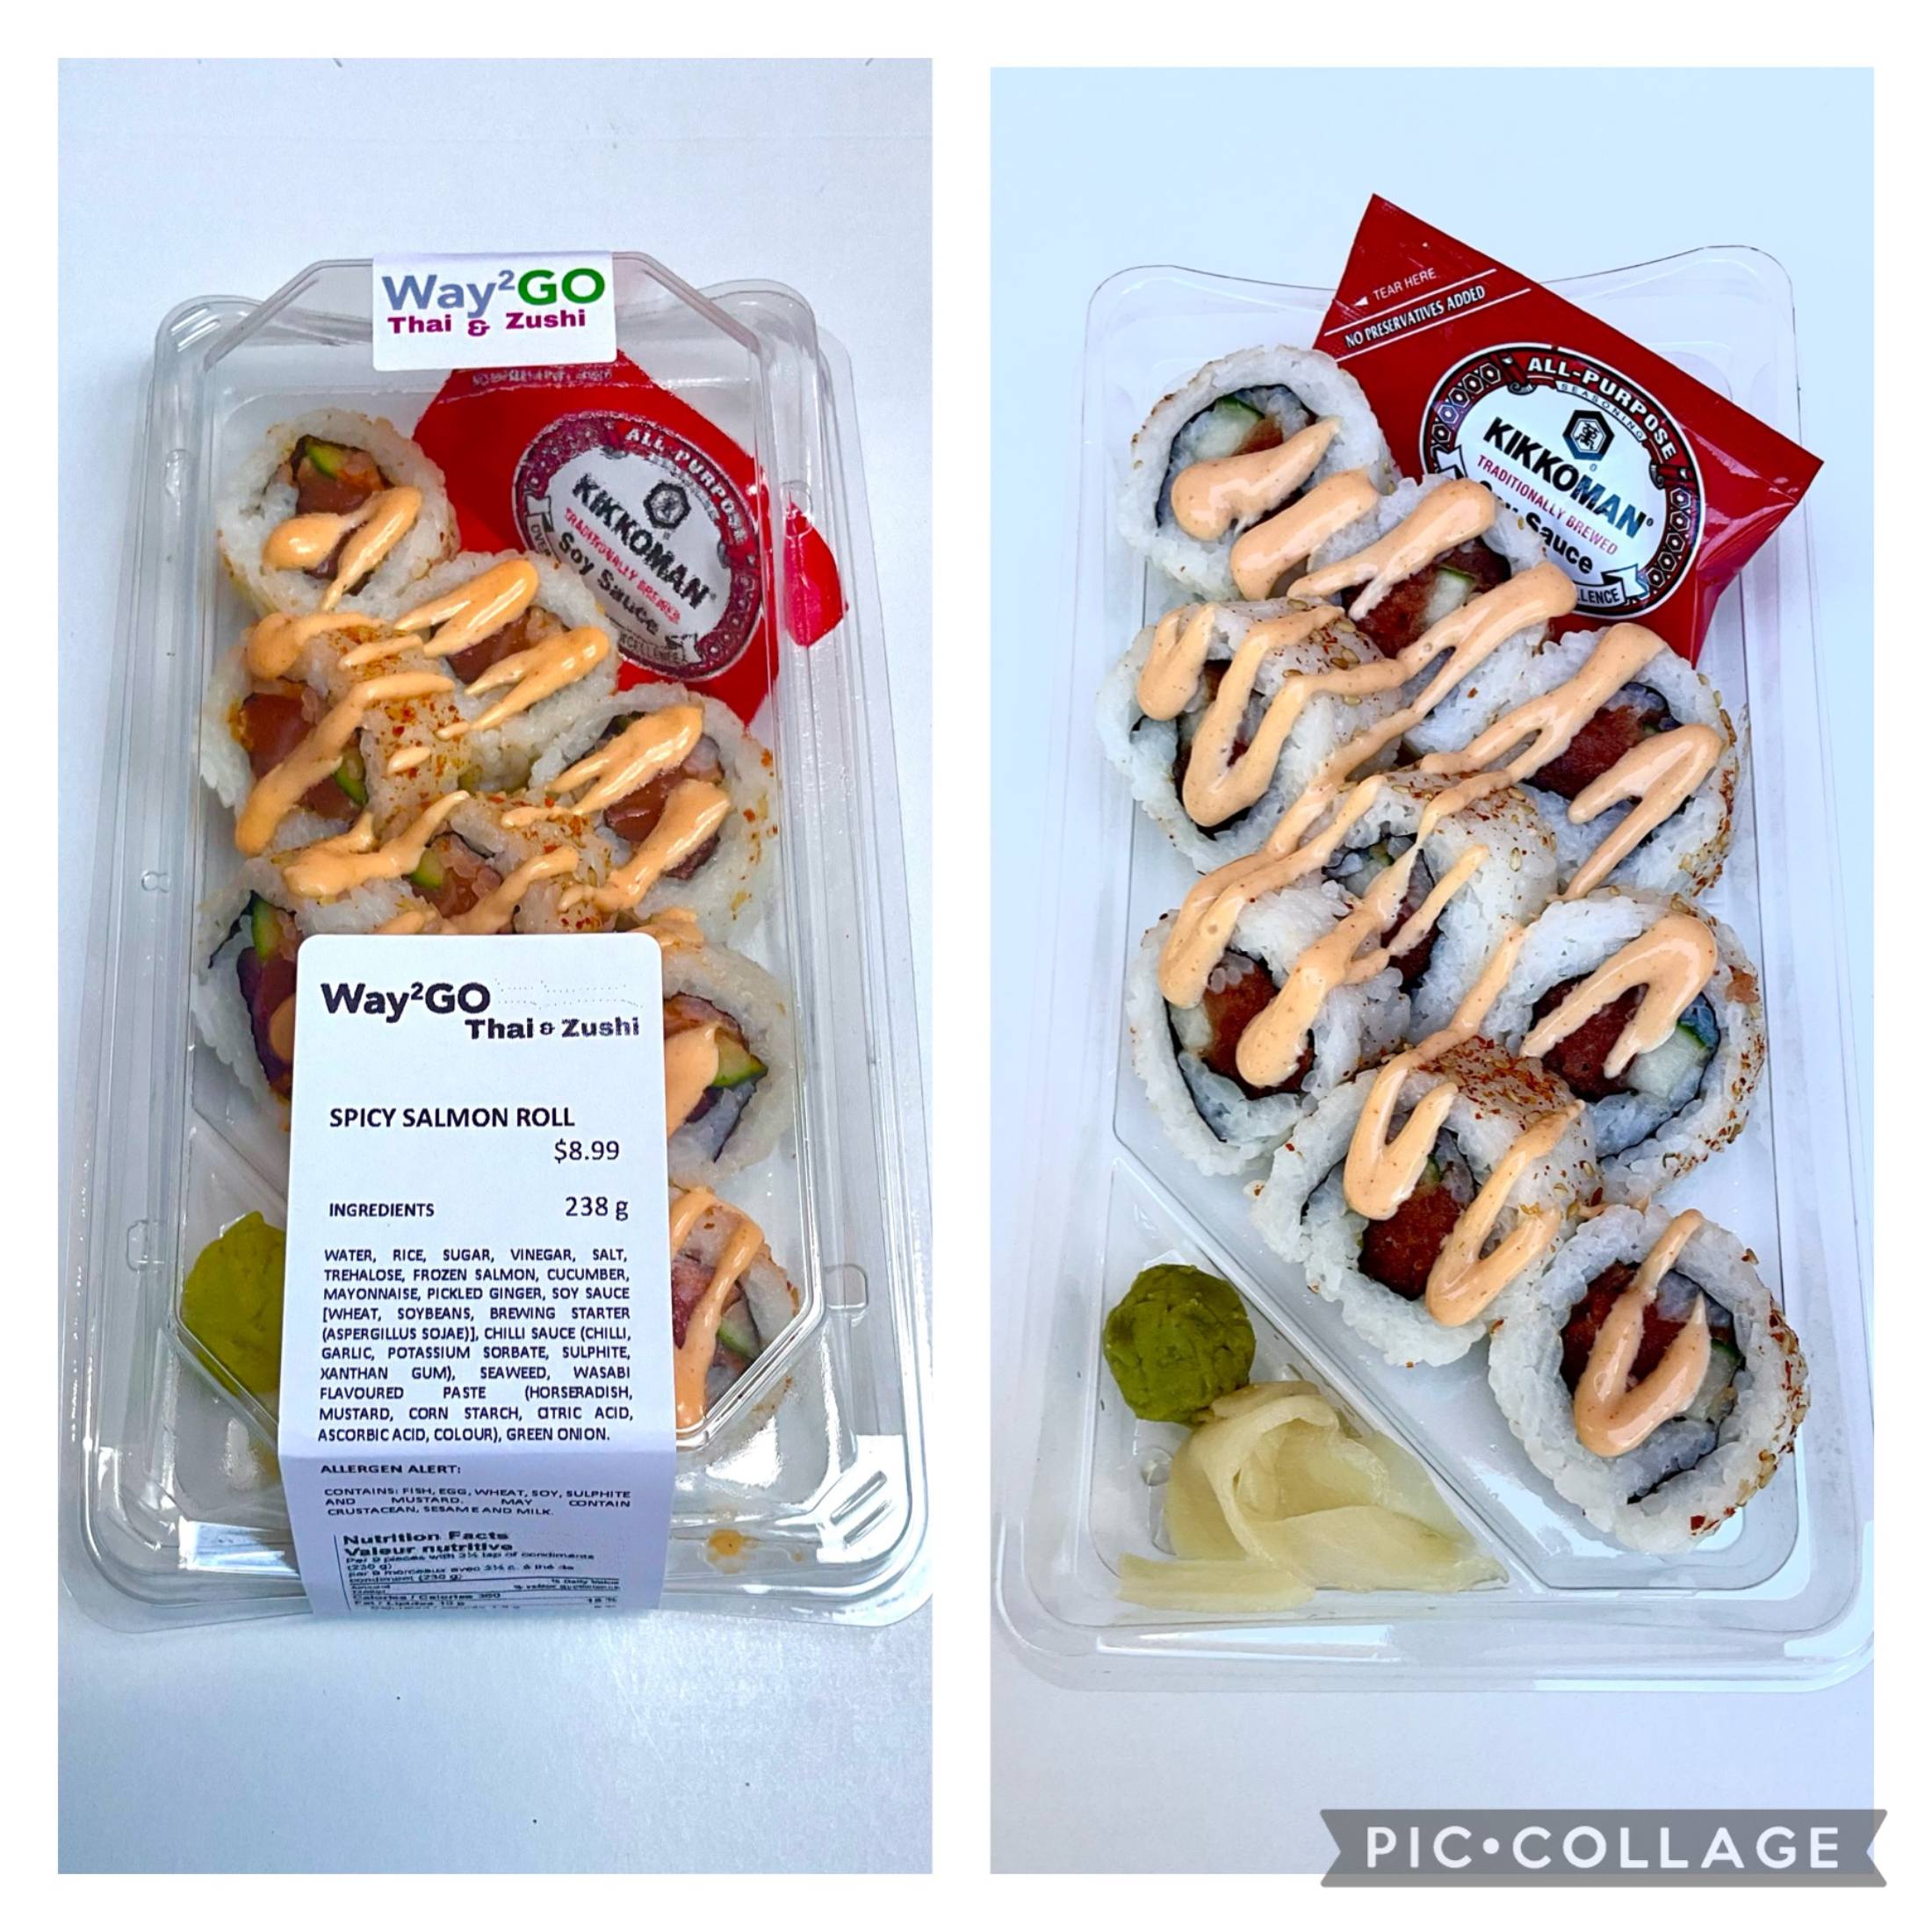 Way²GO
Thai & Zushi
ALL-PURPOSE
KIKKOMAN
TRADITIONALLY BREWED
Soy Sauce
Way²GO
Thai & Zushi
SPICY SALMON ROLL
$8.99
INGREDIENTS 238 g
WATER, RICE, SUGAR, VINEGAR, SALT,
TREHALOSE, FROZEN SALMON, CUCUMBER,
MAYONNAISE, PICKLED GINGER, SOY SAUCE
[WHEAT, SOYBEANS, BREWING STARTER
(ASPERGILLUS SOJAE)], CHILLI SAUCE (CHILLI,
GARLIC, POTASSIUM SORBATE, SULPHITE,
XANTHAN GUM), SEAWEED, WASABI
FLAVOURED PASTE (HORSERADISH,
MUSTARD, CORN STARCH, CITRIC ACID,
ASCORBIC ACID, COLOUR), GREEN ONION.
ALLERGEN ALERT:
CONTAINS: FISH, EGG, WHEAT, SOY, SULPHITE
AND MUSTARD. MAY CONTAIN
CRUSTACEAN, SESAME AND MILK.
Nutrition Facts
Valeur nutritive
TEAR HERE
NO PRESERVATIVES ADDED
ALL-PURPOSE
SEASONING
萬
KIKKOMAN®
TRADITIONALLY BREWED
Sauce
PIC•COLLAGE